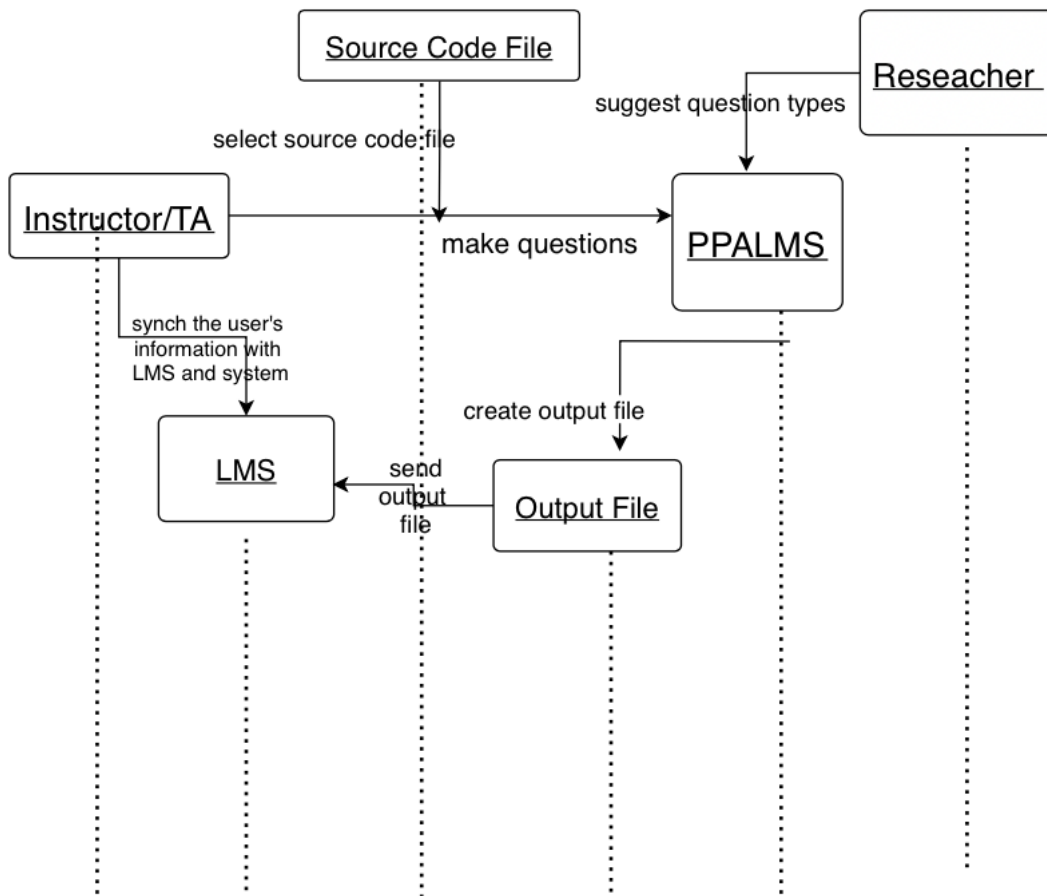 Source Code File
Reseacher
suggest question types
select source code file
Instructor/TA
make questions
PPALMS
synch the user's
information with
LMS and system
create output file
LMS
send
output
file
Output File